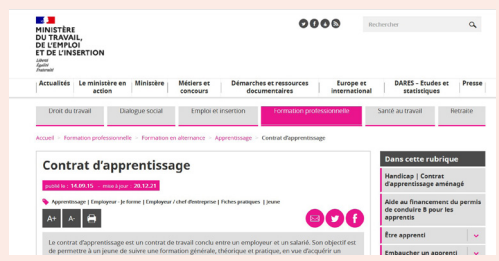 MINISTÈRE
DU TRAVAIL,
DE L'EMPLOI
ET DE L'INSERTION
Liberté
Égalité
Fraternité
Rechercher
Actualités
Le ministère en action
Ministère
Métiers et concours
Démarches et ressources documentaires
Europe et international
DARES – Études et statistiques
Presse
Droit du travail
Dialogue social
Emploi et insertion
Formation professionnelle
Santé au travail
Retraite
Accueil > Formation professionnelle > Formation en alternance > Apprentissage > Contrat d'apprentissage
Contrat d'apprentissage
publié le : 14.09.15 - mise à jour : 20.12.21
Apprentissage | Employeur - Je forme | Employeur / chef d'entreprise | Fiches pratiques | Jeune
A+ A-
Le contrat d'apprentissage est un contrat de travail conclu entre un employeur et un salarié. Son objectif est
de permettre à un jeune de suivre une formation générale, théorique et pratique, en vue d'acquérir un
Dans cette rubrique
Handicap | Contrat
d'apprentissage aménagé
Aide au financement du permis
de conduire B pour les
apprentis
Être apprenti
Embaucher un apprenti